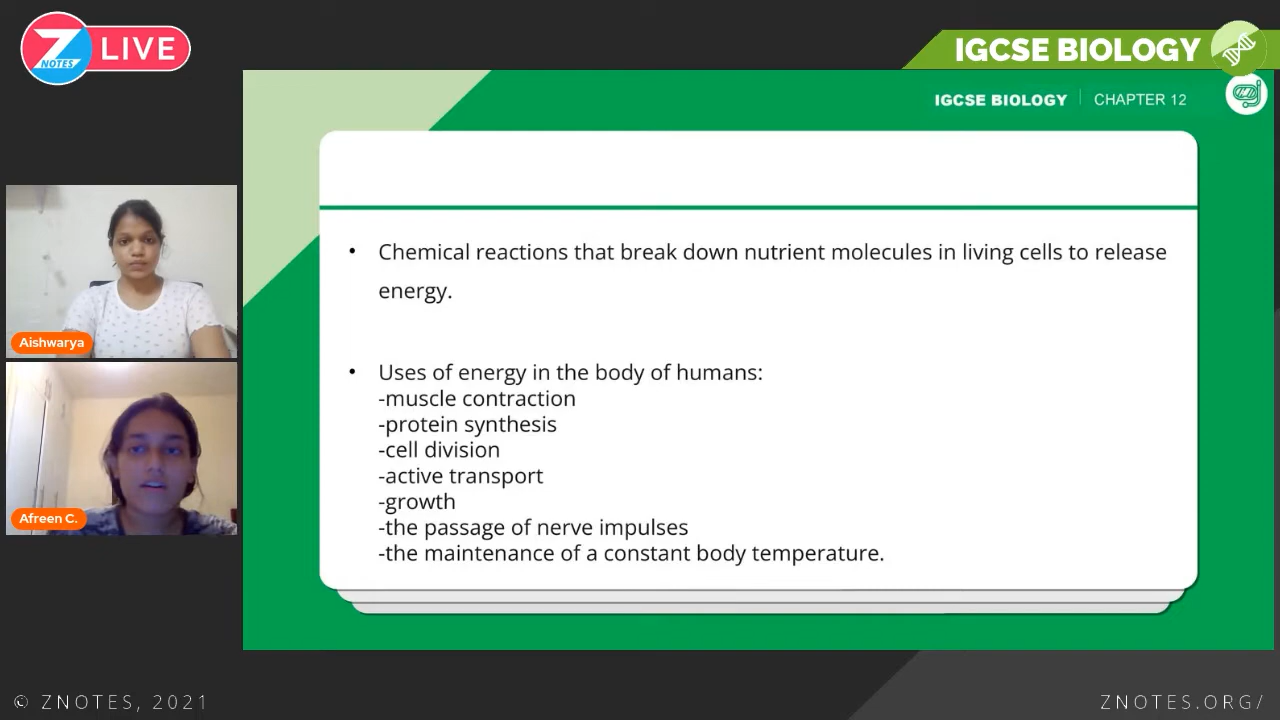 Z
NOTES
LIVE
IGCSE BIOLOGY
IGCSE BIOLOGY
CHAPTER 12
• Chemical reactions that break down nutrient molecules in living cells to release
energy.
• Uses of energy in the body of humans:
-muscle contraction
-protein synthesis
-cell division
-active transport
-growth
-the passage of nerve impulses
-the maintenance of a constant body temperature.
Aishwarya
Afreen C.
© ZNOTES, 2021
ZNOTES.ORG/